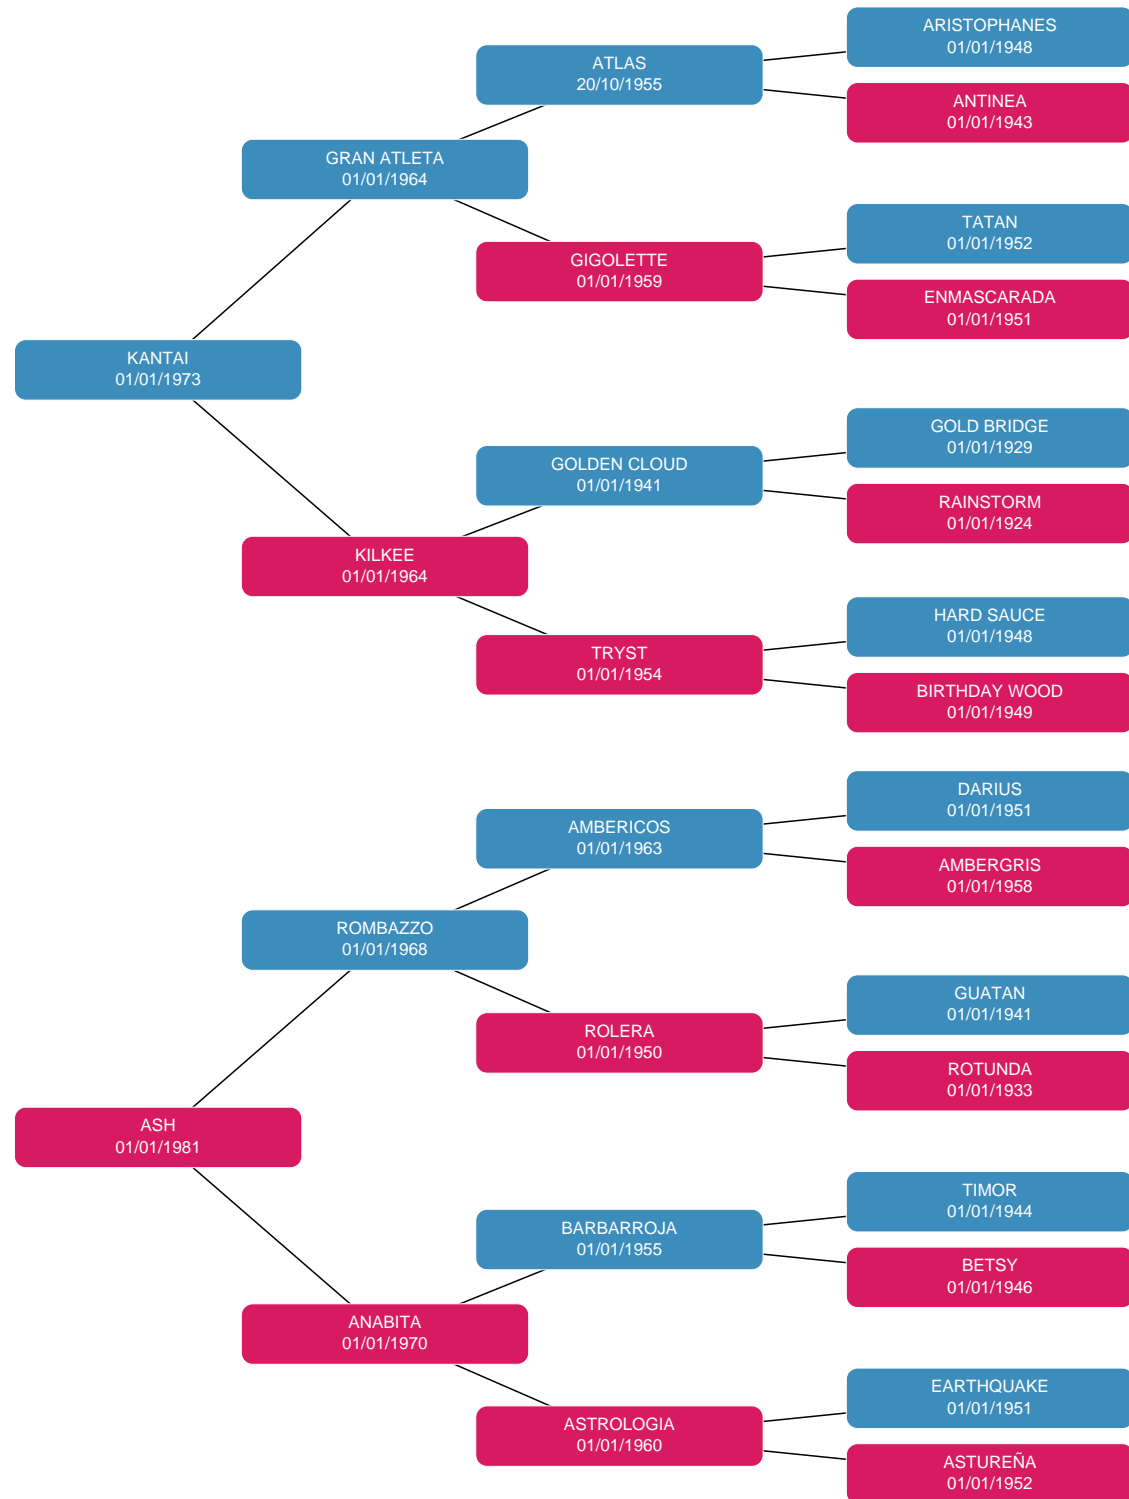 ARISTOPHANES
01/01/1948
ATLAS
20/10/1955
ANTINEA
01/01/1943
GRAN ATLETA
01/01/1964
TATAN
01/01/1952
GIGOLETTE
01/01/1959
ENMASCARADA
01/01/1951
KANTAI
01/01/1973
GOLD BRIDGE
01/01/1929
GOLDEN CLOUD
01/01/1941
RAINSTORM
01/01/1924
KILKEE
01/01/1964
HARD SAUCE
01/01/1948
TRYST
01/01/1954
BIRTHDAY WOOD
01/01/1949
DARIUS
01/01/1951
AMBERICOS
01/01/1963
AMBERGRIS
01/01/1958
ROMBAZZO
01/01/1968
GUATAN
01/01/1941
ROLERA
01/01/1950
ROTUNDA
01/01/1933
ASH
01/01/1981
TIMOR
01/01/1944
BARBARROJA
01/01/1955
BETSY
01/01/1946
ANABITA
01/01/1970
EARTHQUAKE
01/01/1951
ASTROLOGIA
01/01/1960
ASTUREÑA
01/01/1952